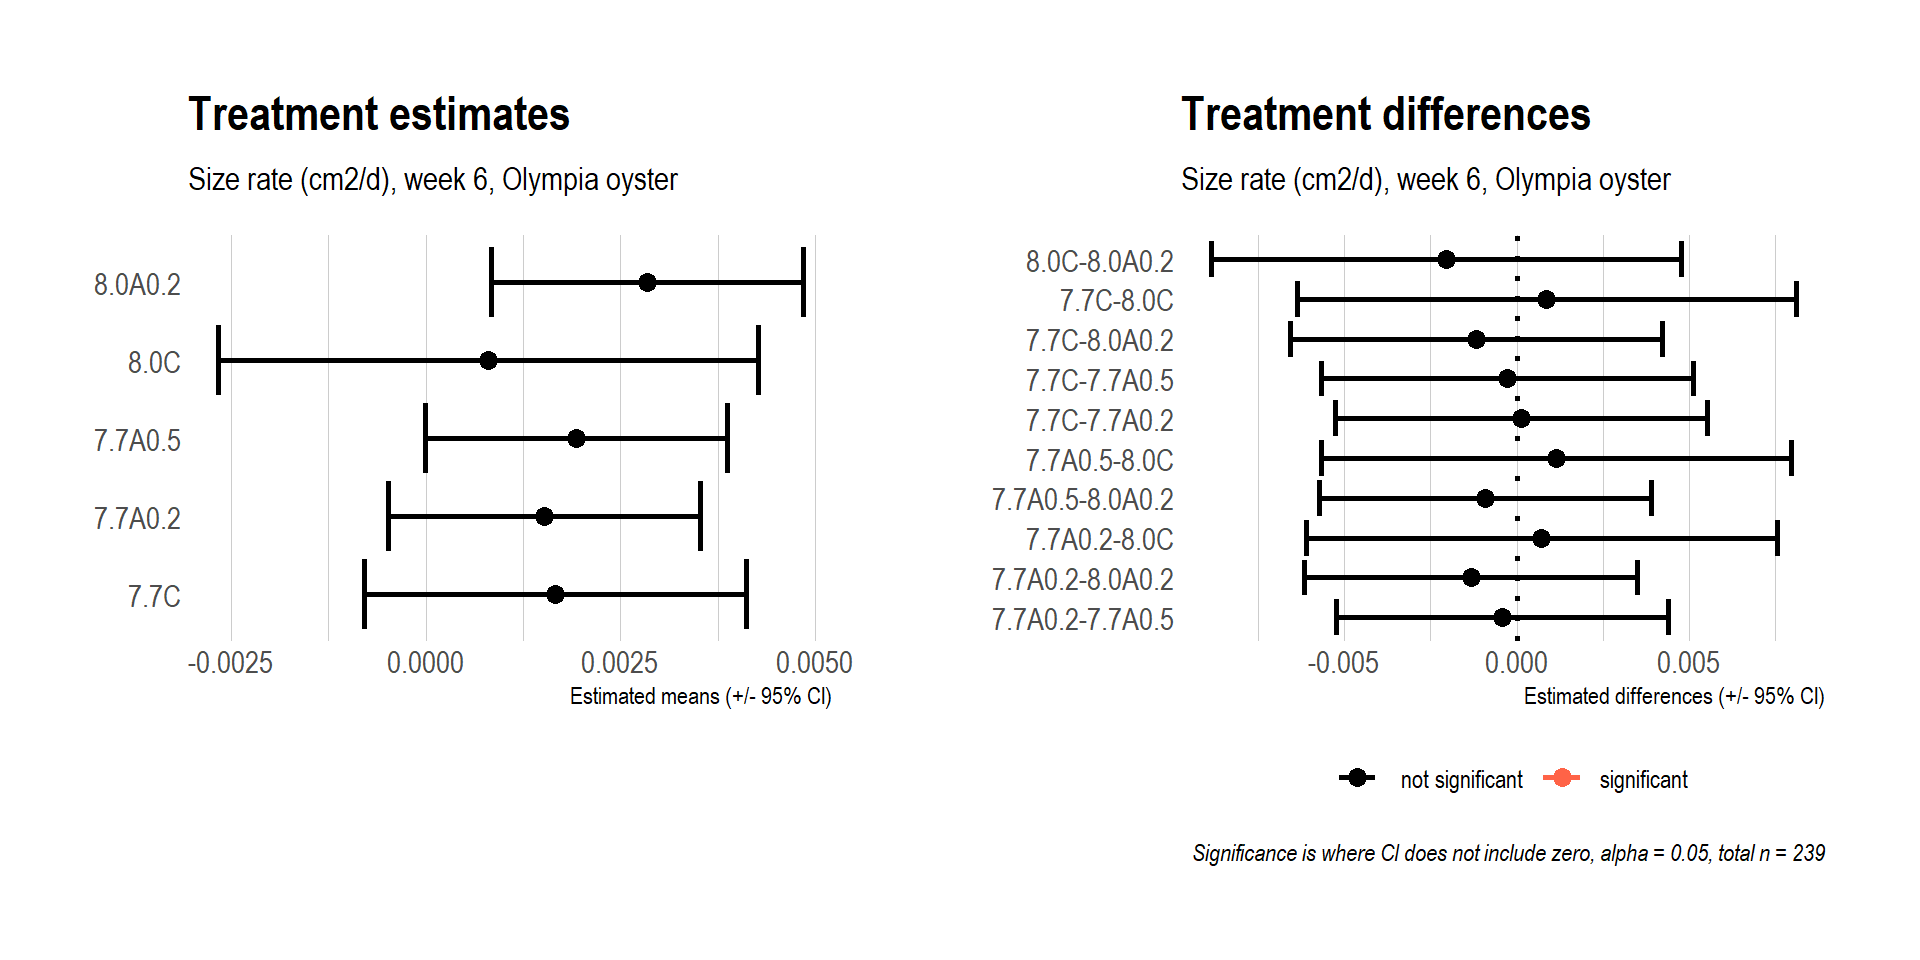 Treatment estimates
Size rate (cm2/d), week 6, Olympia oyster
8.0A0.2
8.0C
7.7A0.5
7.7A0.2
7.7C
-0.0025 0.0000 0.0025 0.0050
Estimated means (+/- 95% CI)
Treatment differences
Size rate (cm2/d), week 6, Olympia oyster
8.0C-8.0A0.2
7.7C-8.0C
7.7C-8.0A0.2
7.7C-7.7A0.5
7.7C-7.7A0.2
7.7A0.5-8.0C
7.7A0.5-8.0A0.2
7.7A0.2-8.0C
7.7A0.2-8.0A0.2
7.7A0.2-7.7A0.5
-0.005 0.000 0.005
Estimated differences (+/- 95% CI)
not significant significant
Significance is where CI does not include zero, alpha = 0.05, total n = 239